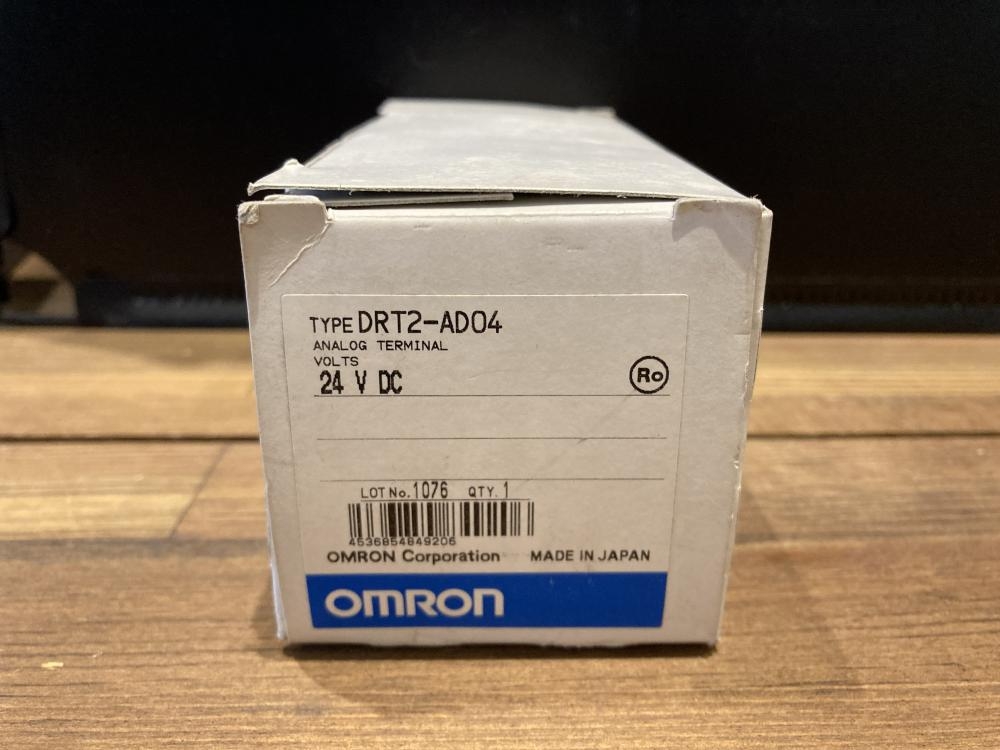 TYPE DRT2-AD04
ANALOG TERMINAL
VOLTS
24 V DC
Ro
LOT No. 1076 QTY. 1
4536854849206
OMRON Corporation MADE IN JAPAN
OMRON